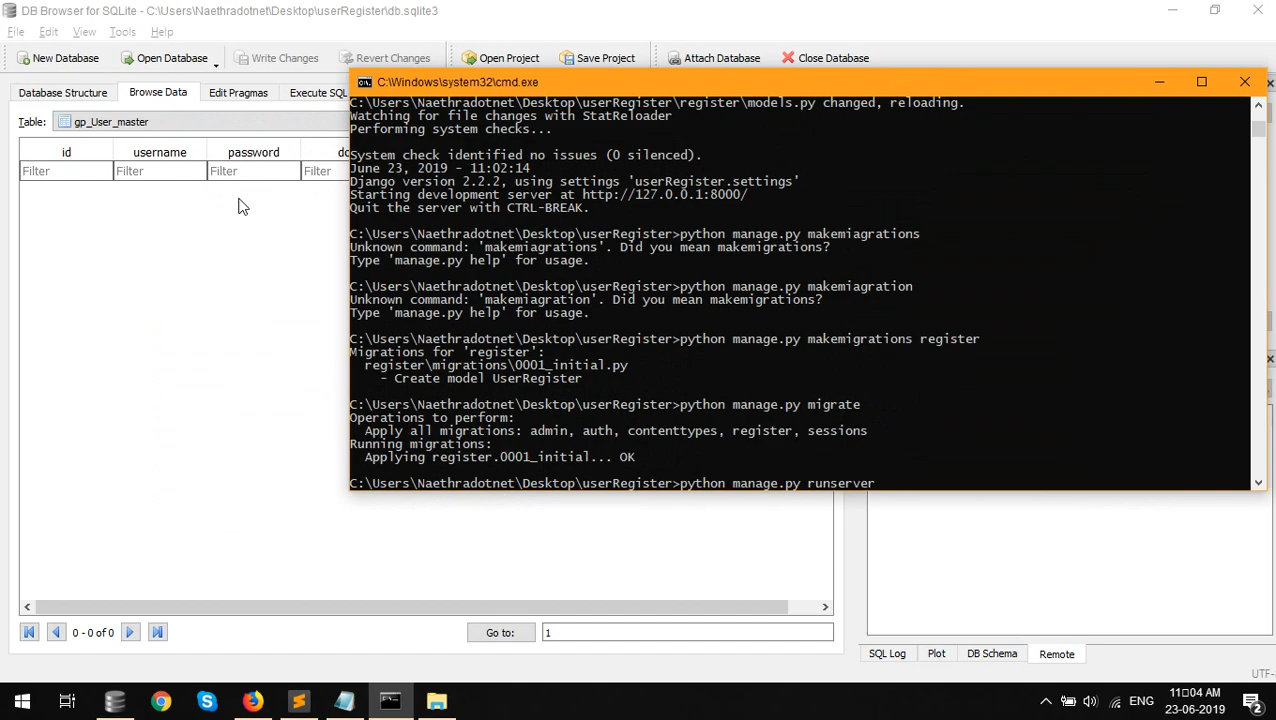 DB Browser for SQLite - C:\Users\Naethradotnet\Desktop\userRegister\db.sqlite3
File Edit View Tools Help
New Database Open Database Write Changes Revert Changes Open Project Save Project Attach Database Close Database
Database Structure Browse Data Edit Pragmas Execute SQL
Table: gp_User_master
id username password do
Filter Filter Filter Filter
C:\Windows\system32\cmd.exe
C:\Users\Naethradotnet\Desktop\userRegister\register\models.py changed, reloading.
Watching for file changes with StatReloader
Performing system checks...
System check identified no issues (0 silenced).
June 23, 2019 - 11:02:14
Django version 2.2.2, using settings 'userRegister.settings'
Starting development server at http://127.0.0.1:8000/
Quit the server with CTRL-BREAK.
C:\Users\Naethradotnet\Desktop\userRegister>python manage.py makemiagrations
Unknown command: 'makemiagrations'. Did you mean makemigrations?
Type 'manage.py help' for usage.
C:\Users\Naethradotnet\Desktop\userRegister>python manage.py makemiagration
Unknown command: 'makemiagration'. Did you mean makemigrations?
Type 'manage.py help' for usage.
C:\Users\Naethradotnet\Desktop\userRegister>python manage.py makemigrations register
Migrations for 'register':
register\migrations\0001_initial.py
- Create model UserRegister
C:\Users\Naethradotnet\Desktop\userRegister>python manage.py migrate
Operations to perform:
Apply all migrations: admin, auth, contenttypes, register, sessions
Running migrations:
Applying register.0001_initial... OK
C:\Users\Naethradotnet\Desktop\userRegister>python manage.py runserver
0 - 0 of 0 Go to: 1
SQL Log Plot DB Schema Remote
UTF-
ENG
11:04 AM
23-06-2019
2